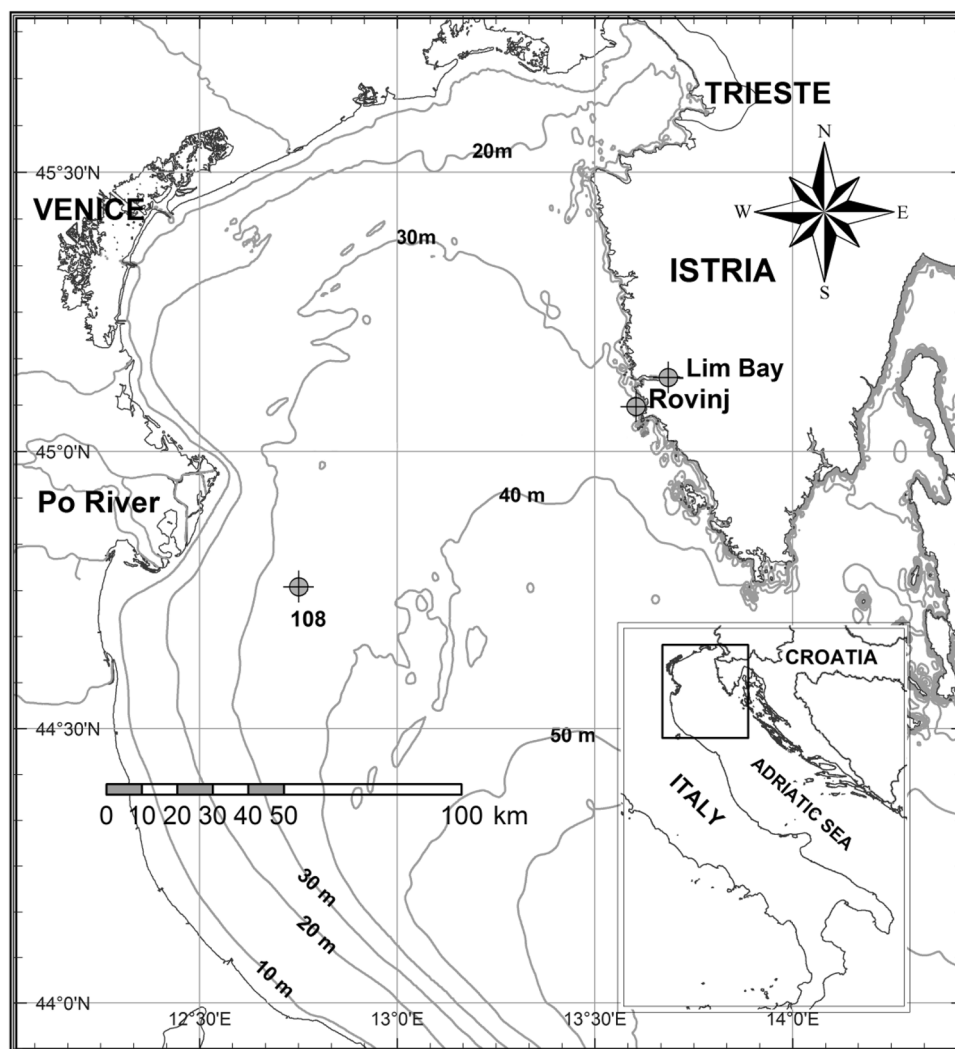 TRIESTE
N
20m
45°30'N
VENICE
W
E
30m
ISTRIA
S
Lim Bay
Rovinj
45°0'N
Po River
40 m
108
CROATIA
44°30'N
50 m
ADRIATIC SEA
ITALY
0 10 20 30 40 50 100 km
30 m
20 m
10 m
44°0'N
12°30'E 13°0'E 13°30'E 14°0'E